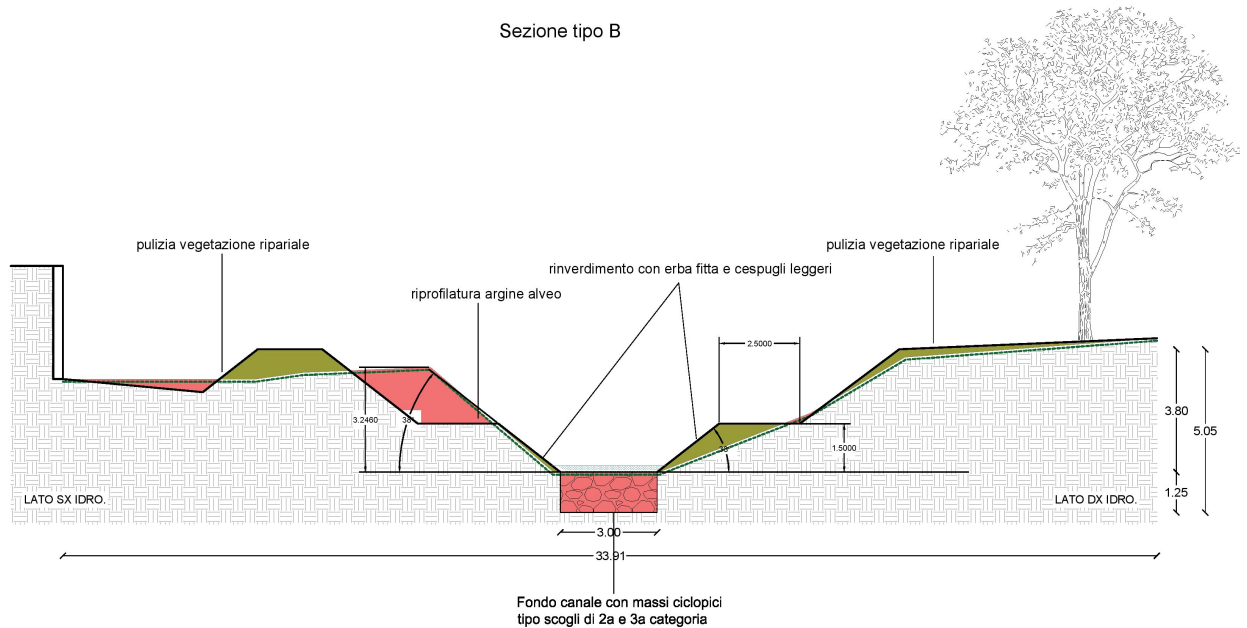 Sezione tipo B
pulizia vegetazione ripariale
pulizia vegetazione ripariale
rinverdimento con erba fitta e cespugli leggeri
riprofilatura argine alveo
2.5000
3.2460
38
1.5000
3.80
5.05
1.25
LATO SX IDRO.
LATO DX IDRO.
3.00
33.91
Fondo canale con massi ciclopici
tipo scogli di 2a e 3a categoria